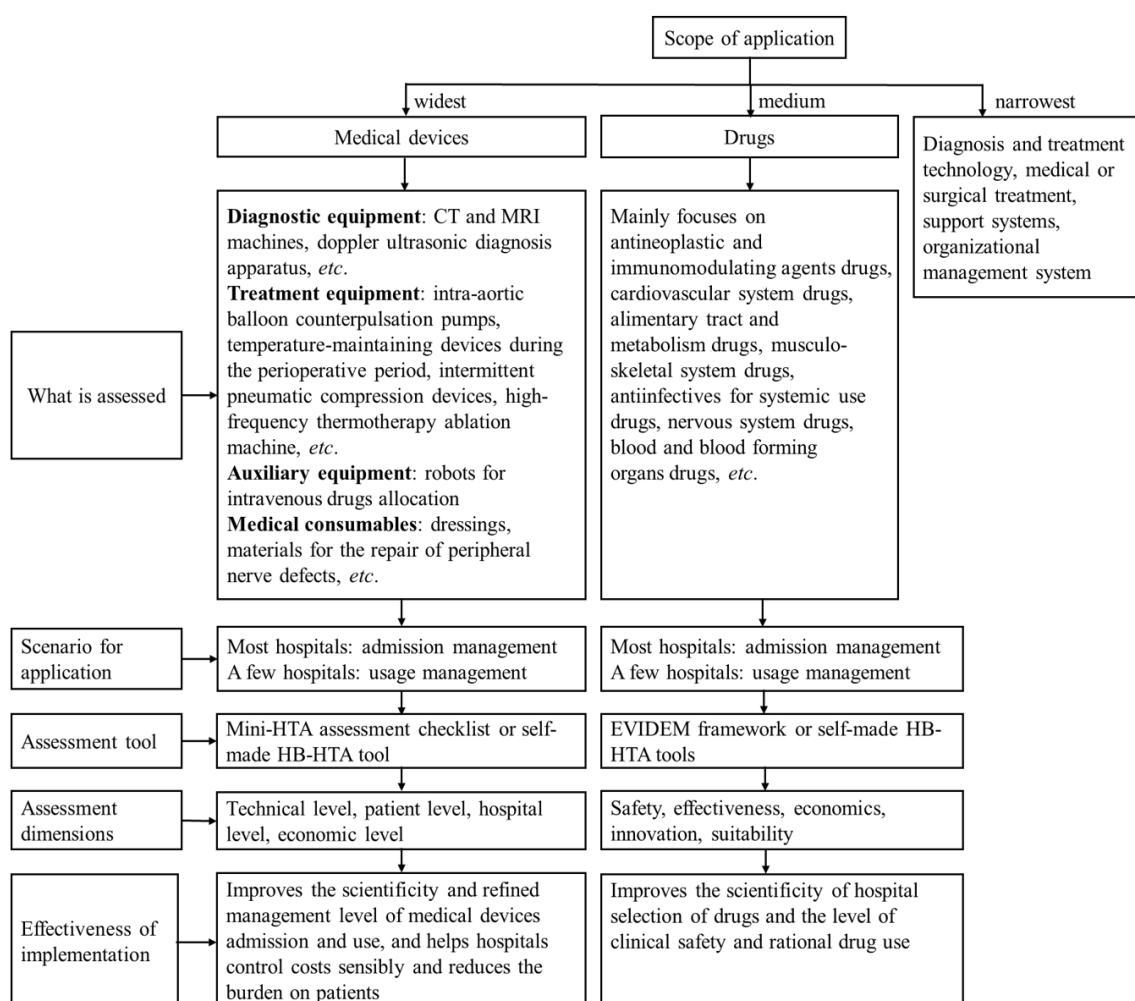 Scope of application
widest
medium
narrowest
Medical devices
Drugs
Diagnosis and treatment
technology, medical or
surgical treatment,
support systems,
organizational
management system
What is assessed
Diagnostic equipment: CT and MRI
machines, doppler ultrasonic diagnosis
apparatus, etc.
Treatment equipment: intra-aortic
balloon counterpulsation pumps,
temperature-maintaining devices during
the perioperative period, intermittent
pneumatic compression devices, high-
frequency thermotherapy ablation
machine, etc.
Auxiliary equipment: robots for
intravenous drugs allocation
Medical consumables: dressings,
materials for the repair of peripheral
nerve defects, etc.
Mainly focuses on
antineoplastic and
immunomodulating agents drugs,
cardiovascular system drugs,
alimentary tract and
metabolism drugs, musculo-
skeletal system drugs,
antiinfectives for systemic use
drugs, nervous system drugs,
blood and blood forming
organs drugs, etc.
Scenario for
application
Most hospitals: admission management
A few hospitals: usage management
Most hospitals: admission management
A few hospitals: usage management
Assessment tool
Mini-HTA assessment checklist or self-
made HB-HTA tool
EVIDEM framework or self-made HB-
HTA tools
Assessment
dimensions
Technical level, patient level, hospital
level, economic level
Safety, effectiveness, economics,
innovation, suitability
Effectiveness of
implementation
Improves the scientificity and refined
management level of medical devices
admission and use, and helps hospitals
control costs sensibly and reduces the
burden on patients
Improves the scientificity of hospital
selection of drugs and the level of
clinical safety and rational drug use